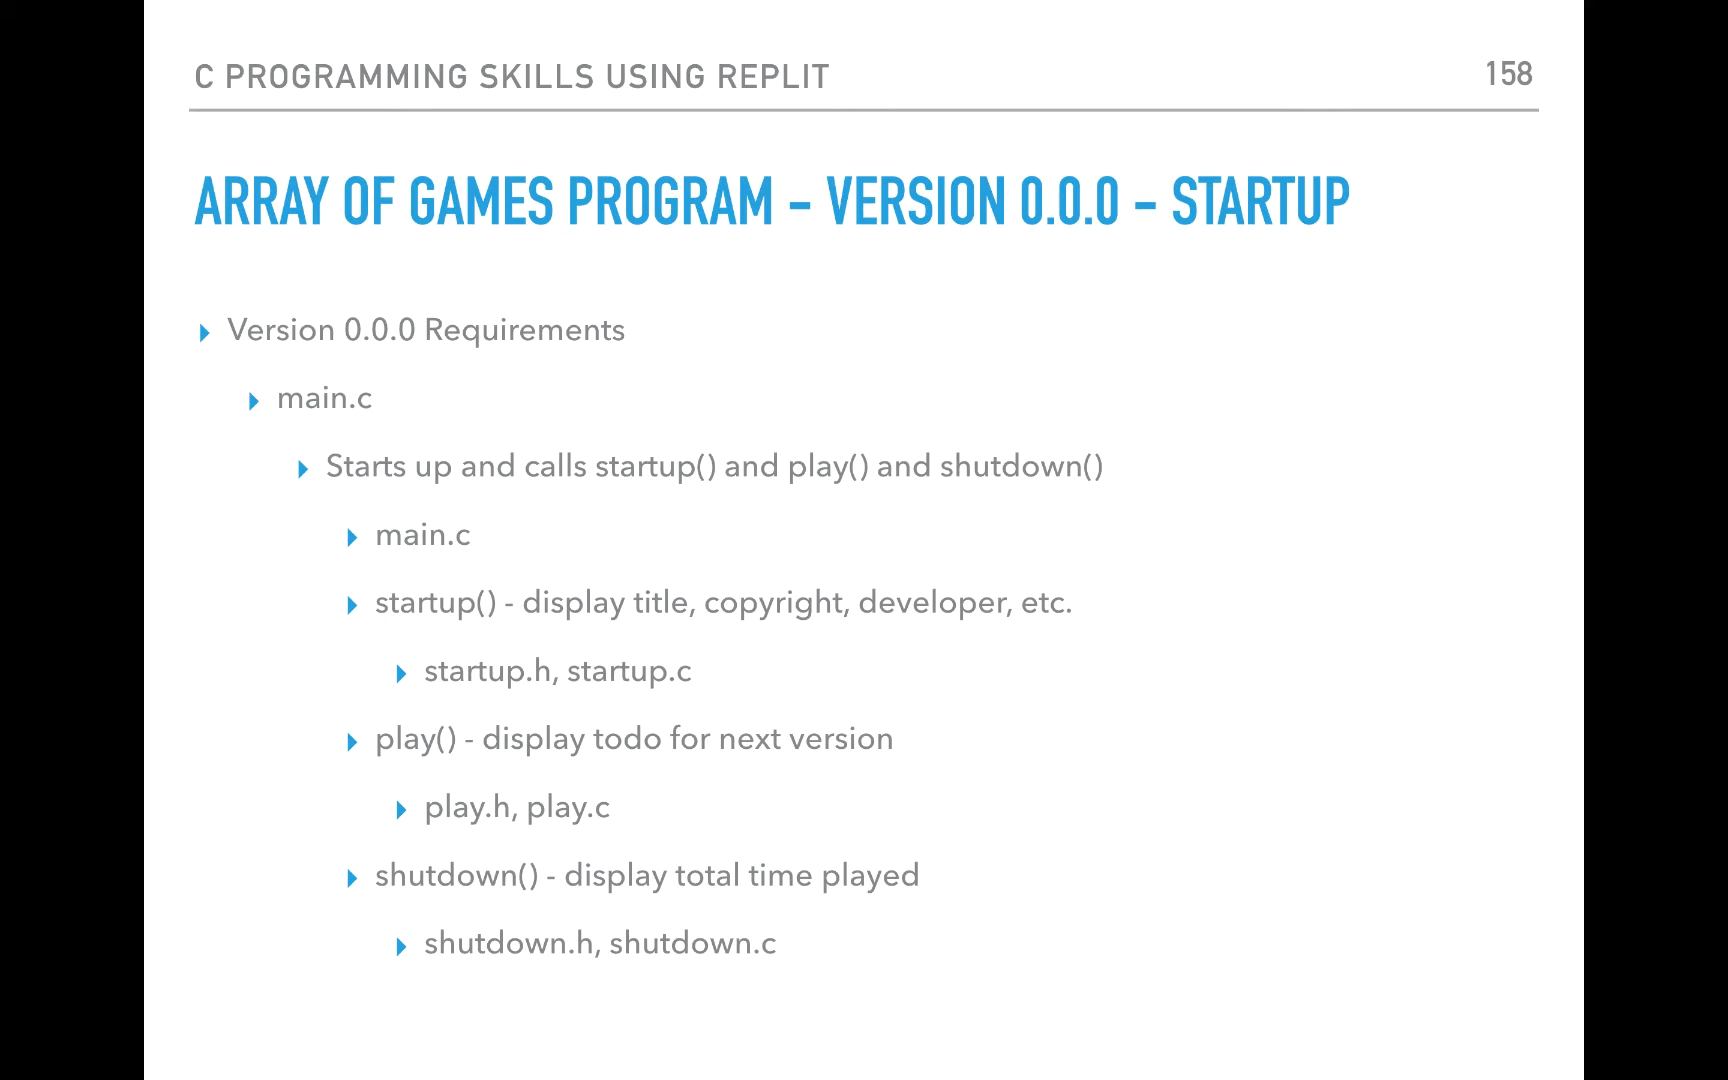 C PROGRAMMING SKILLS USING REPLIT
158
ARRAY OF GAMES PROGRAM - VERSION 0.0.0 - STARTUP
Version 0.0.0 Requirements
main.c
Starts up and calls startup() and play() and shutdown()
main.c
startup() - display title, copyright, developer, etc.
startup.h, startup.c
play() - display todo for next version
play.h, play.c
shutdown() - display total time played
shutdown.h, shutdown.c